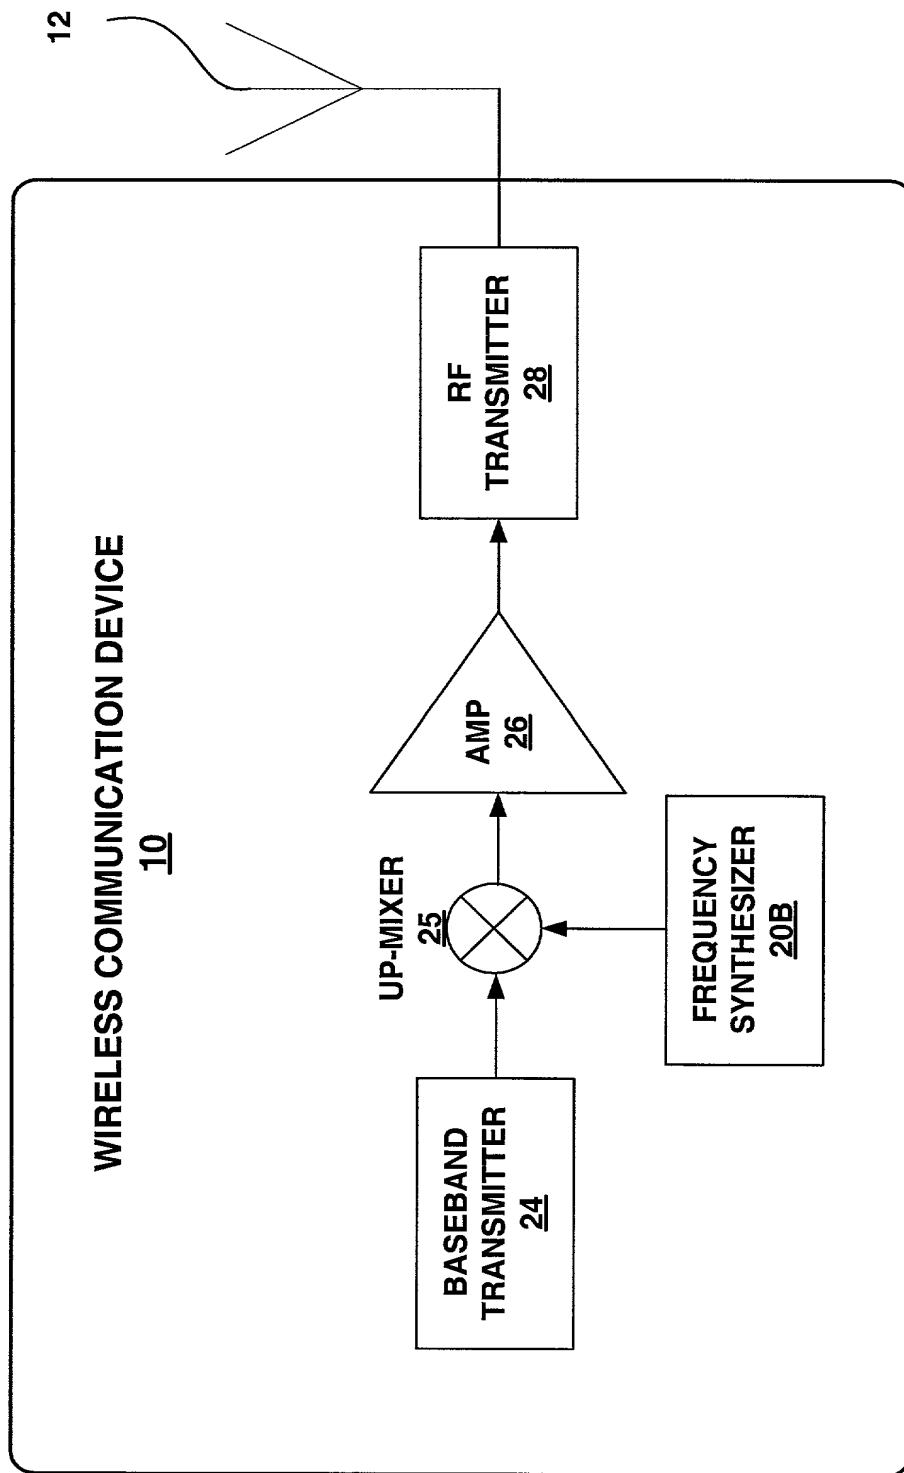 WIRELESS COMMUNICATION DEVICE
10
12
BASEBAND
TRANSMITTER
24
UP-MIXER
25
FREQUENCY
SYNTHESIZER
20B
AMP
26
RF
TRANSMITTER
28